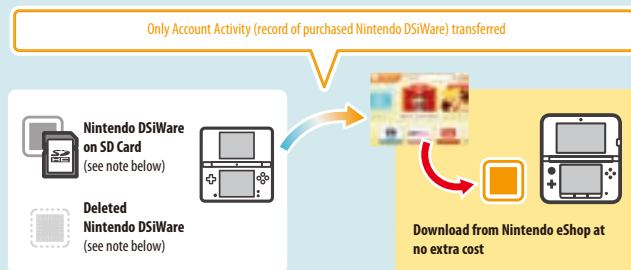 Only Account Activity (record of purchased Nintendo DSiWare) transferred
Nintendo DSiWare
on SD Card
(see note below)
Deleted
Nintendo DSiWare
(see note below)
Download from Nintendo eShop at
no extra cost